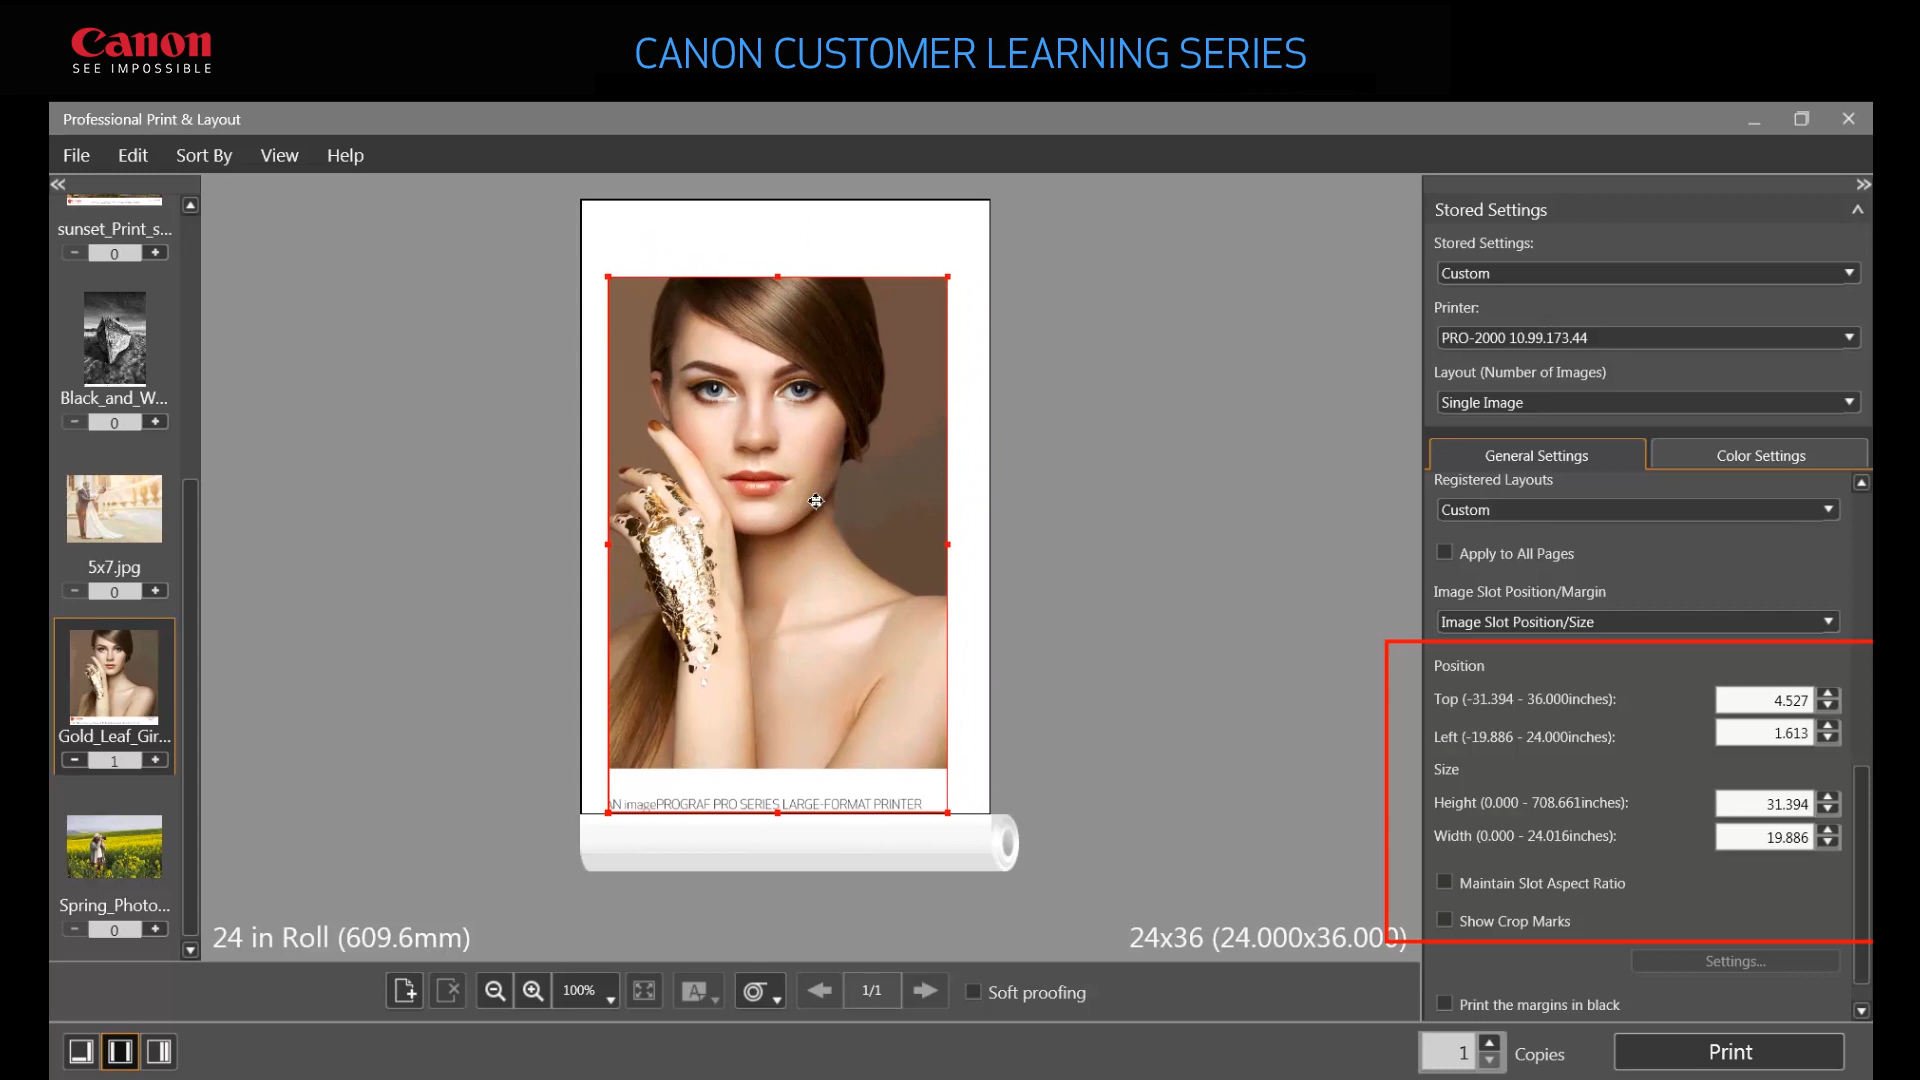 Canon
SEE IMPOSSIBLE
CANON CUSTOMER LEARNING SERIES
Professional Print & Layout
File Edit Sort By View Help
sunset_Print_s...
- 0 +
Black_and_W...
- 0 +
5x7.jpg
- 0 +
Gold_Leaf_Gir...
- 1 +
Spring_Photo...
- 0 +
AN imagePROGRAF PRO SERIES LARGE-FORMAT PRINTER
24 in Roll (609.6mm)
24x36 (24.000x36.000)
100%
A
1/1
Soft proofing
Stored Settings
Stored Settings:
Custom
Printer:
PRO-2000 10.99.173.44
Layout (Number of Images)
Single Image
General Settings
Color Settings
Registered Layouts
Custom
Apply to All Pages
Image Slot Position/Margin
Image Slot Position/Size
Position
Top (-31.394 - 36.000inches): 4.527
Left (-19.886 - 24.000inches): 1.613
Size
Height (0.000 - 708.661inches): 31.394
Width (0.000 - 24.016inches): 19.886
Maintain Slot Aspect Ratio
Show Crop Marks
Settings...
Print the margins in black
1 Copies
Print